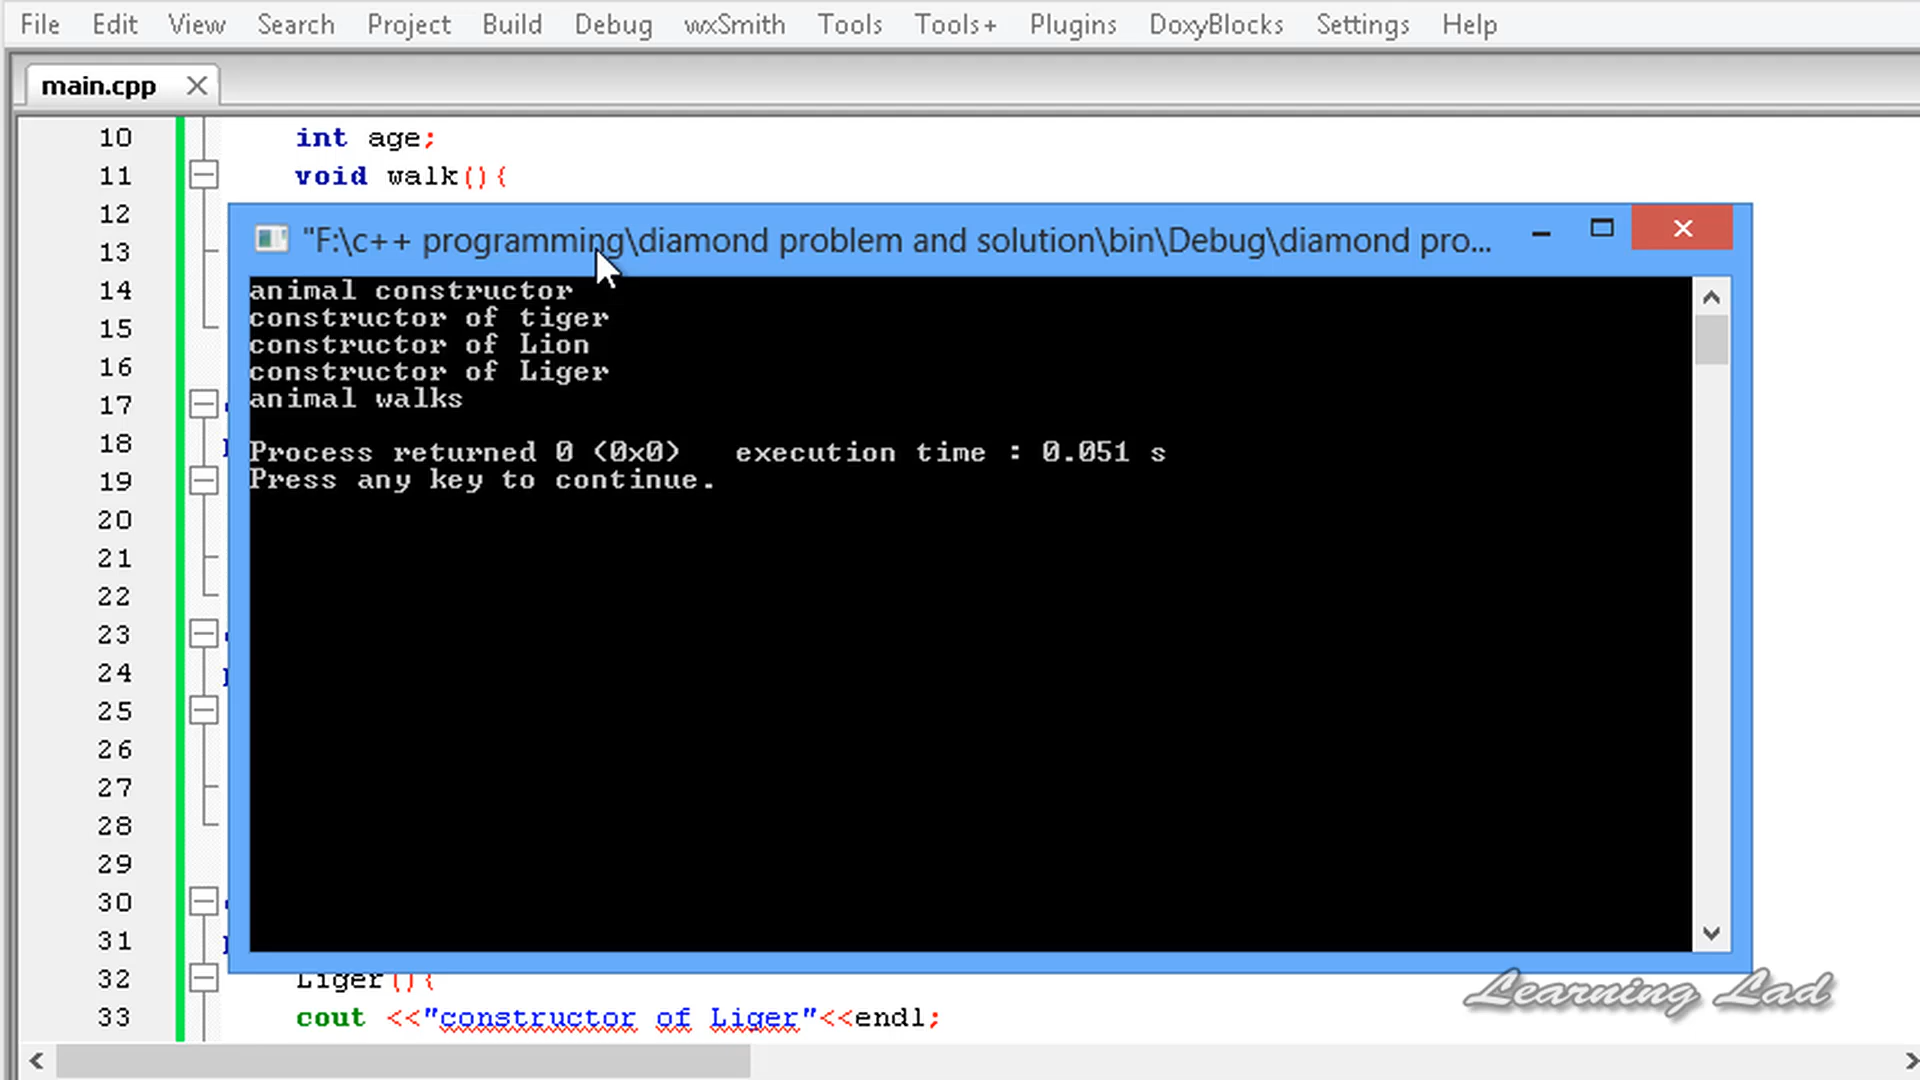 File Edit View Search Project Build Debug wxSmith Tools Tools+ Plugins DoxyBlocks Settings Help
main.cpp
10 int age;
11 void walk(){
12
"F:\c++ programming\diamond problem and solution\bin\Debug\diamond pro...
13
14
animal constructor
constructor of tiger
15
constructor of Lion
16
constructor of Liger
17
animal walks
18
Process returned 0 (0x0)   execution time : 0.051 s
19
Press any key to continue.
20
21
22
23
24
25
26
27
28
29
30
31
32 Liger(){
Learning Lad
33 cout <<"constructor of Liger"<<endl;